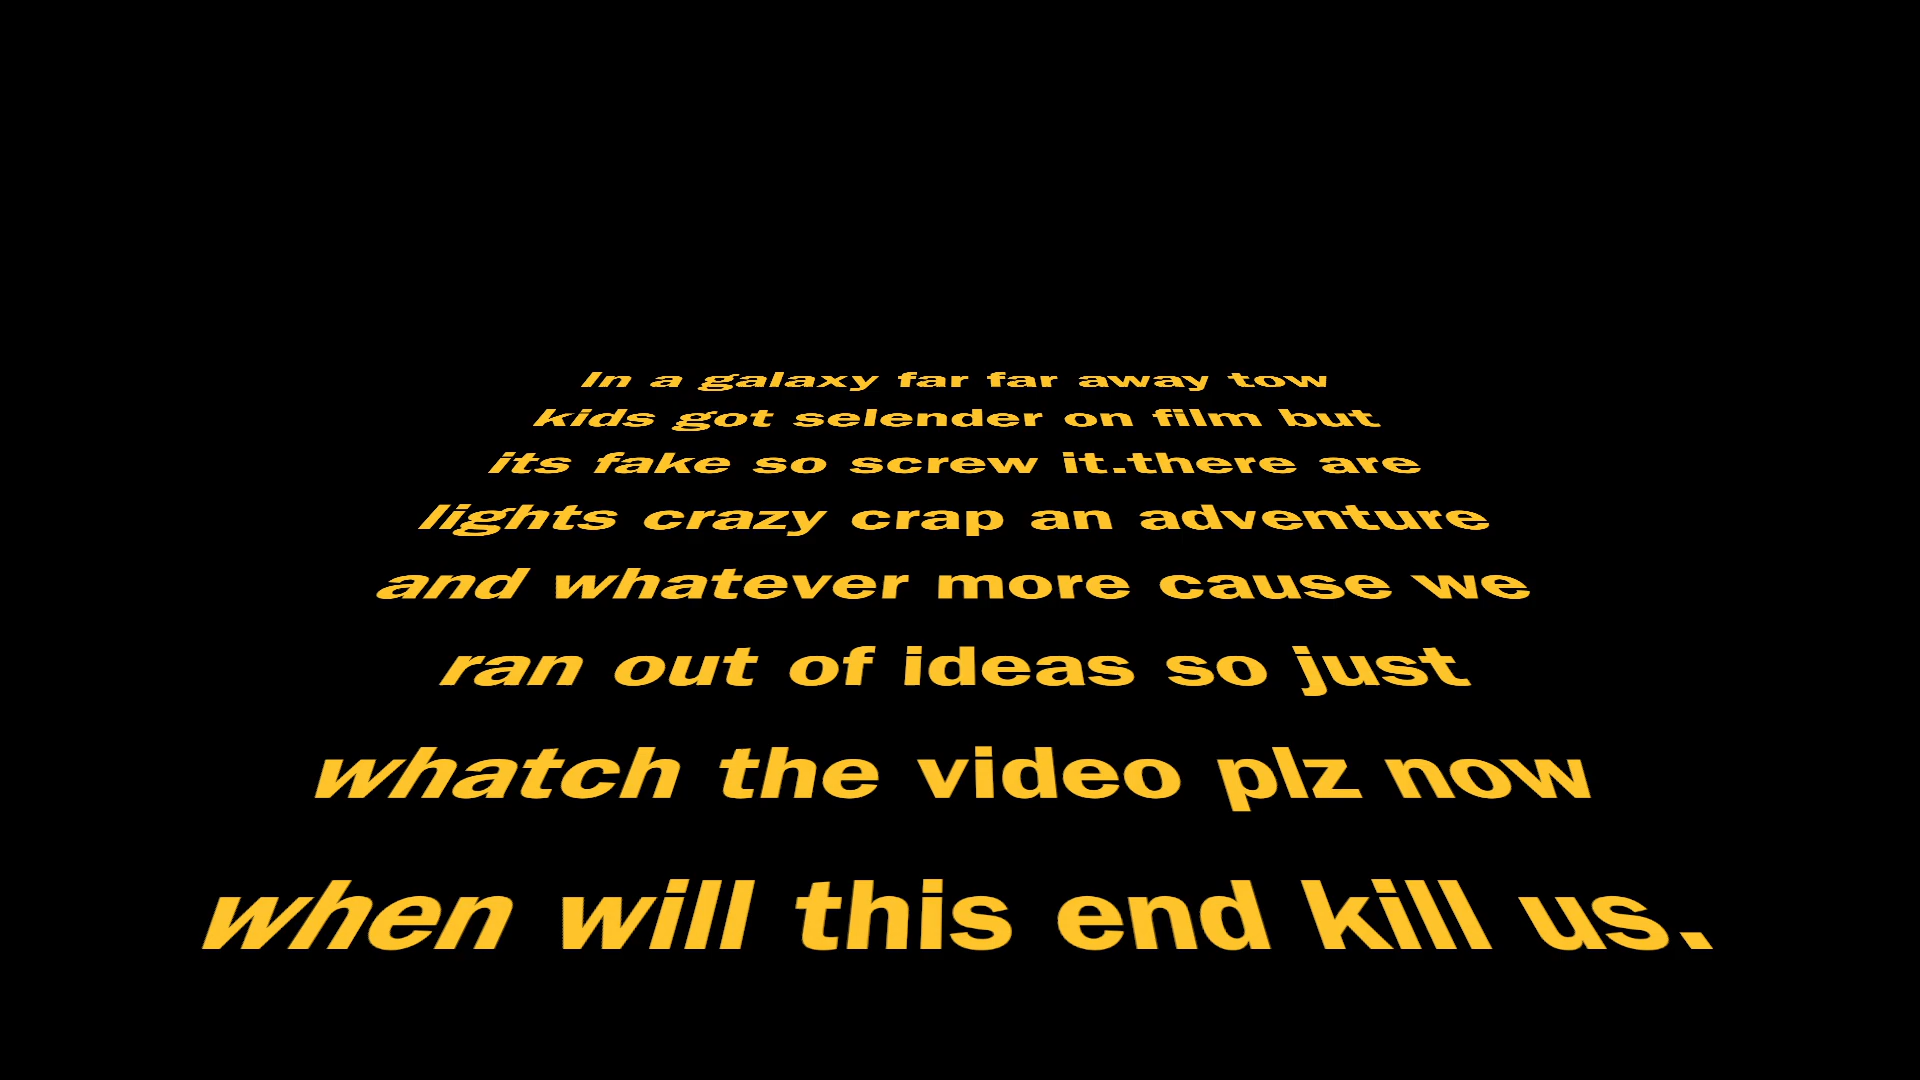 In a galaxy far far away tow
kids got selender on film but
its fake so screw it.there are
lights crazy crap an adventure
and whatever more cause we
ran out of ideas so just
whatch the video plz now
when will this end kill us.